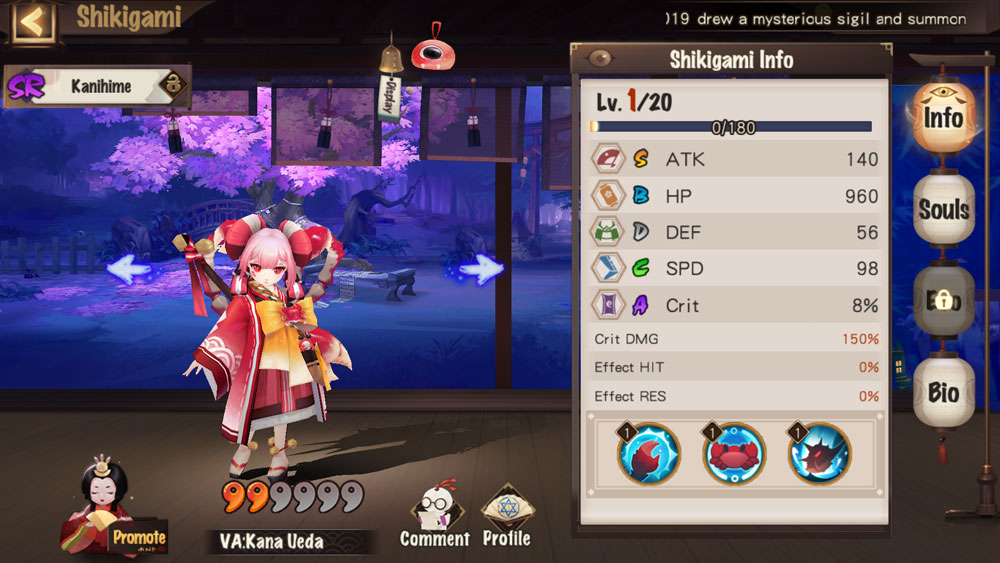 Shikigami
019 drew a mysterious sigil and summon
SR
Kanihime
Display
Shikigami Info
Lv. 1/20
0/180
S ATK 140
B HP 960
D DEF 56
C SPD 98
A Crit 8%
Crit DMG 150%
Effect HIT 0%
Effect RES 0%
1 1 1
Info
Souls
Bio
Promote
VA:Kana Ueda
Comment
Profile